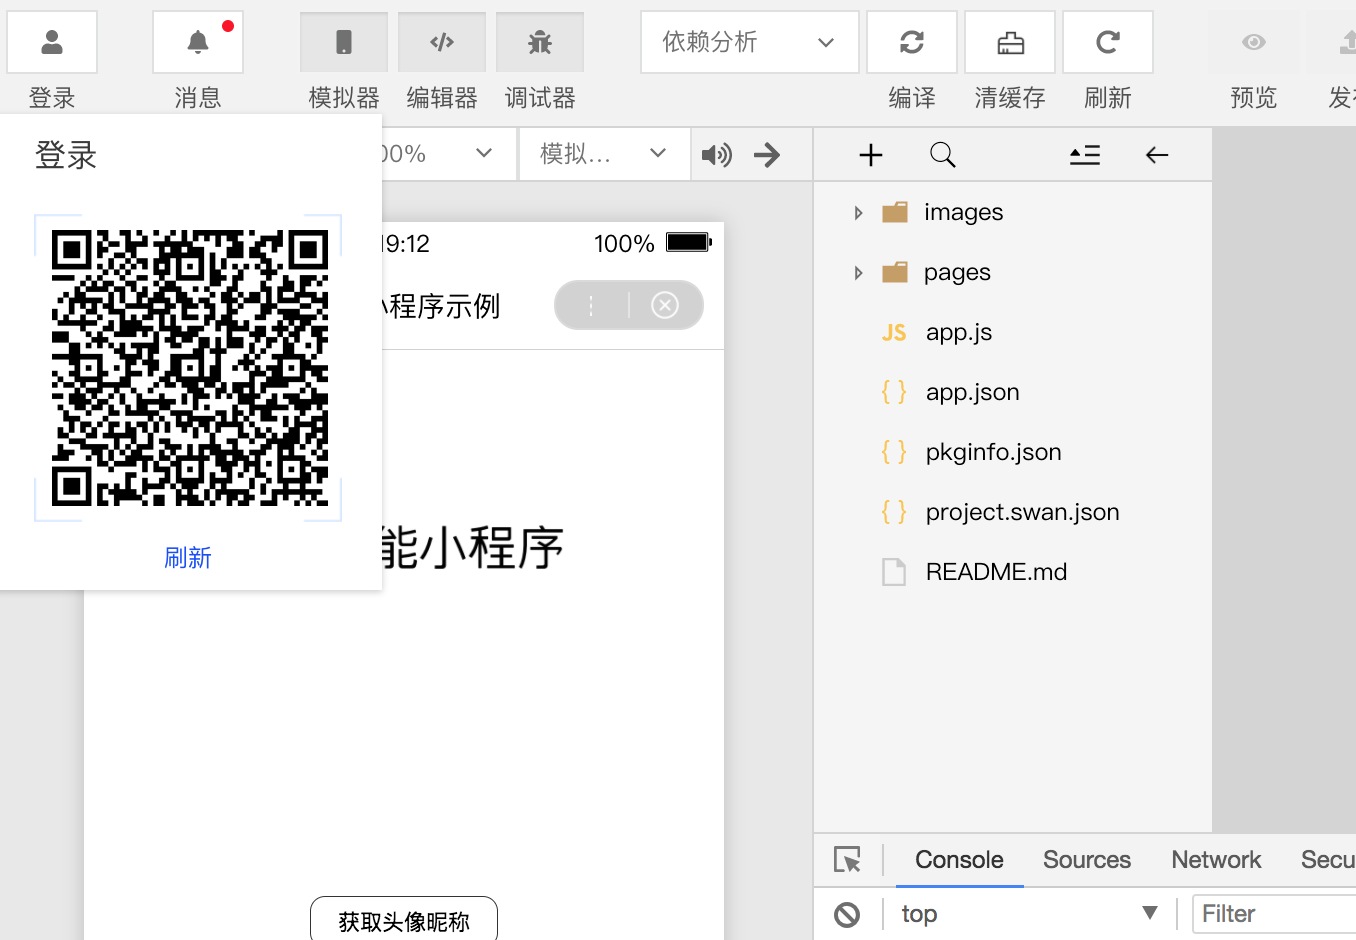 登录
消息
模拟器
编辑器
调试器
依赖分析
编译
清缓存
刷新
预览
登录
刷新
00%
模拟...
19:12
100%
小程序示例
能小程序
获取头像昵称
images
pages
JS app.js
{ } app.json
{ } pkginfo.json
{ } project.swan.json
README.md
Console
Sources
Network
Secu
top
Filter